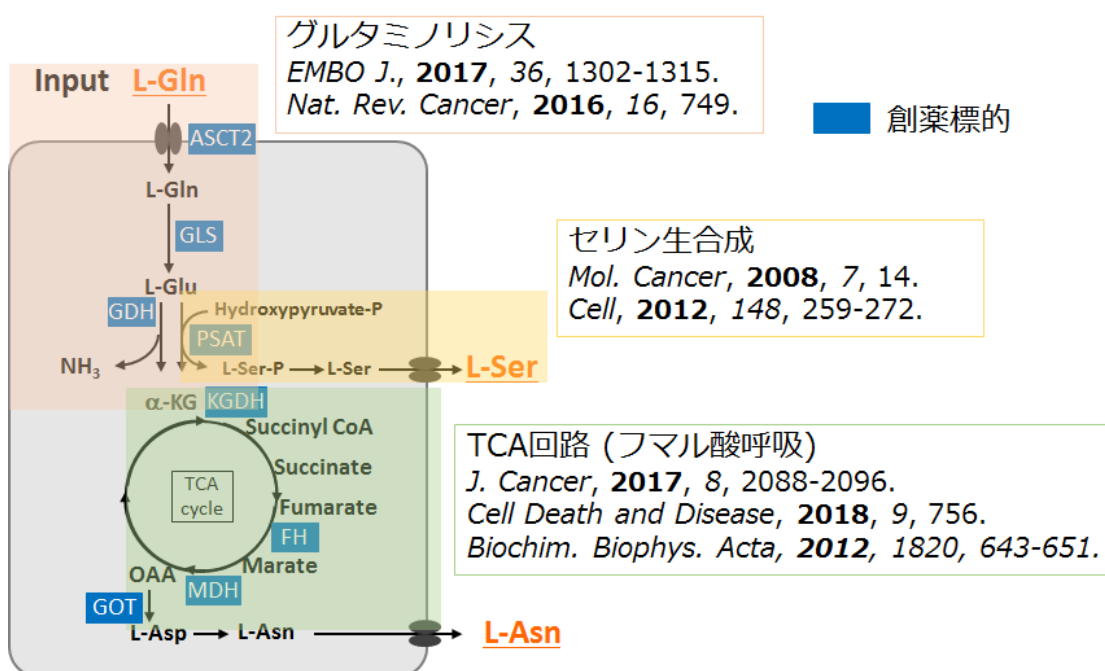 グルタミノリシス
EMBO J., 2017, 36, 1302-1315.
Nat. Rev. Cancer, 2016, 16, 749.
創薬標的
Input L-Gln
ASCT2
L-Gln
GLS
L-Glu
GDH
Hydroxypyruvate-P
PSAT
NH3
L-Ser-P
L-Ser
L-Ser
セリン生合成
Mol. Cancer, 2008, 7, 14.
Cell, 2012, 148, 259-272.
α-KG
KGDH
Succinyl CoA
Succinate
TCA
cycle
Fumarate
FH
Marate
MDH
OAA
GOT
L-Asp
L-Asn
L-Asn
TCA回路 (フマル酸呼吸)
J. Cancer, 2017, 8, 2088-2096.
Cell Death and Disease, 2018, 9, 756.
Biochim. Biophys. Acta, 2012, 1820, 643-651.